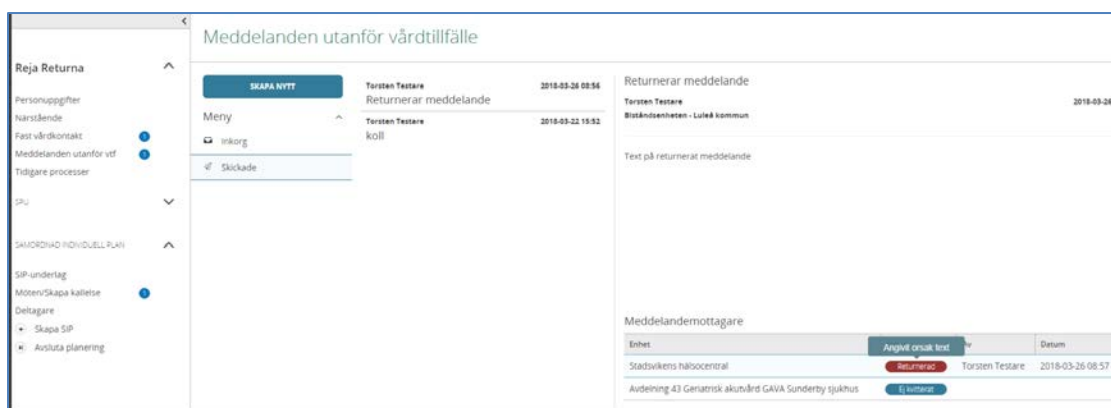 Meddelanden utanför vårdtillfälle
Reja Returna
Personuppgifter
Närstående
Fast vårdkontakt 1
Meddelanden utanför vtf 1
Tidigare processer
SPU
SAMORDNAD INDIVIDUELL PLAN
SIP-underlag
Möten/Skapa kallelse 1
Deltagare
Skapa SIP
Avsluta planering
SKAPA NYTT
Meny
Inkorg
Skickade
Torsten Testare 2018-03-26 08:56
Returnerar meddelande
Torsten Testare 2018-03-22 15:52
koll
Returnerar meddelande
Torsten Testare 2018-03-26
Biståndsenheten - Luleå kommun
Text på returnerat meddelande
Meddelandemottagare
Enhet Angivit orsak text Av Datum
Stadsvikens hälsocentral Returnerad Torsten Testare 2018-03-26 08:57
Avdelning 43 Geriatrisk akutvård GAVA Sunderby sjukhus Ej kvitterat